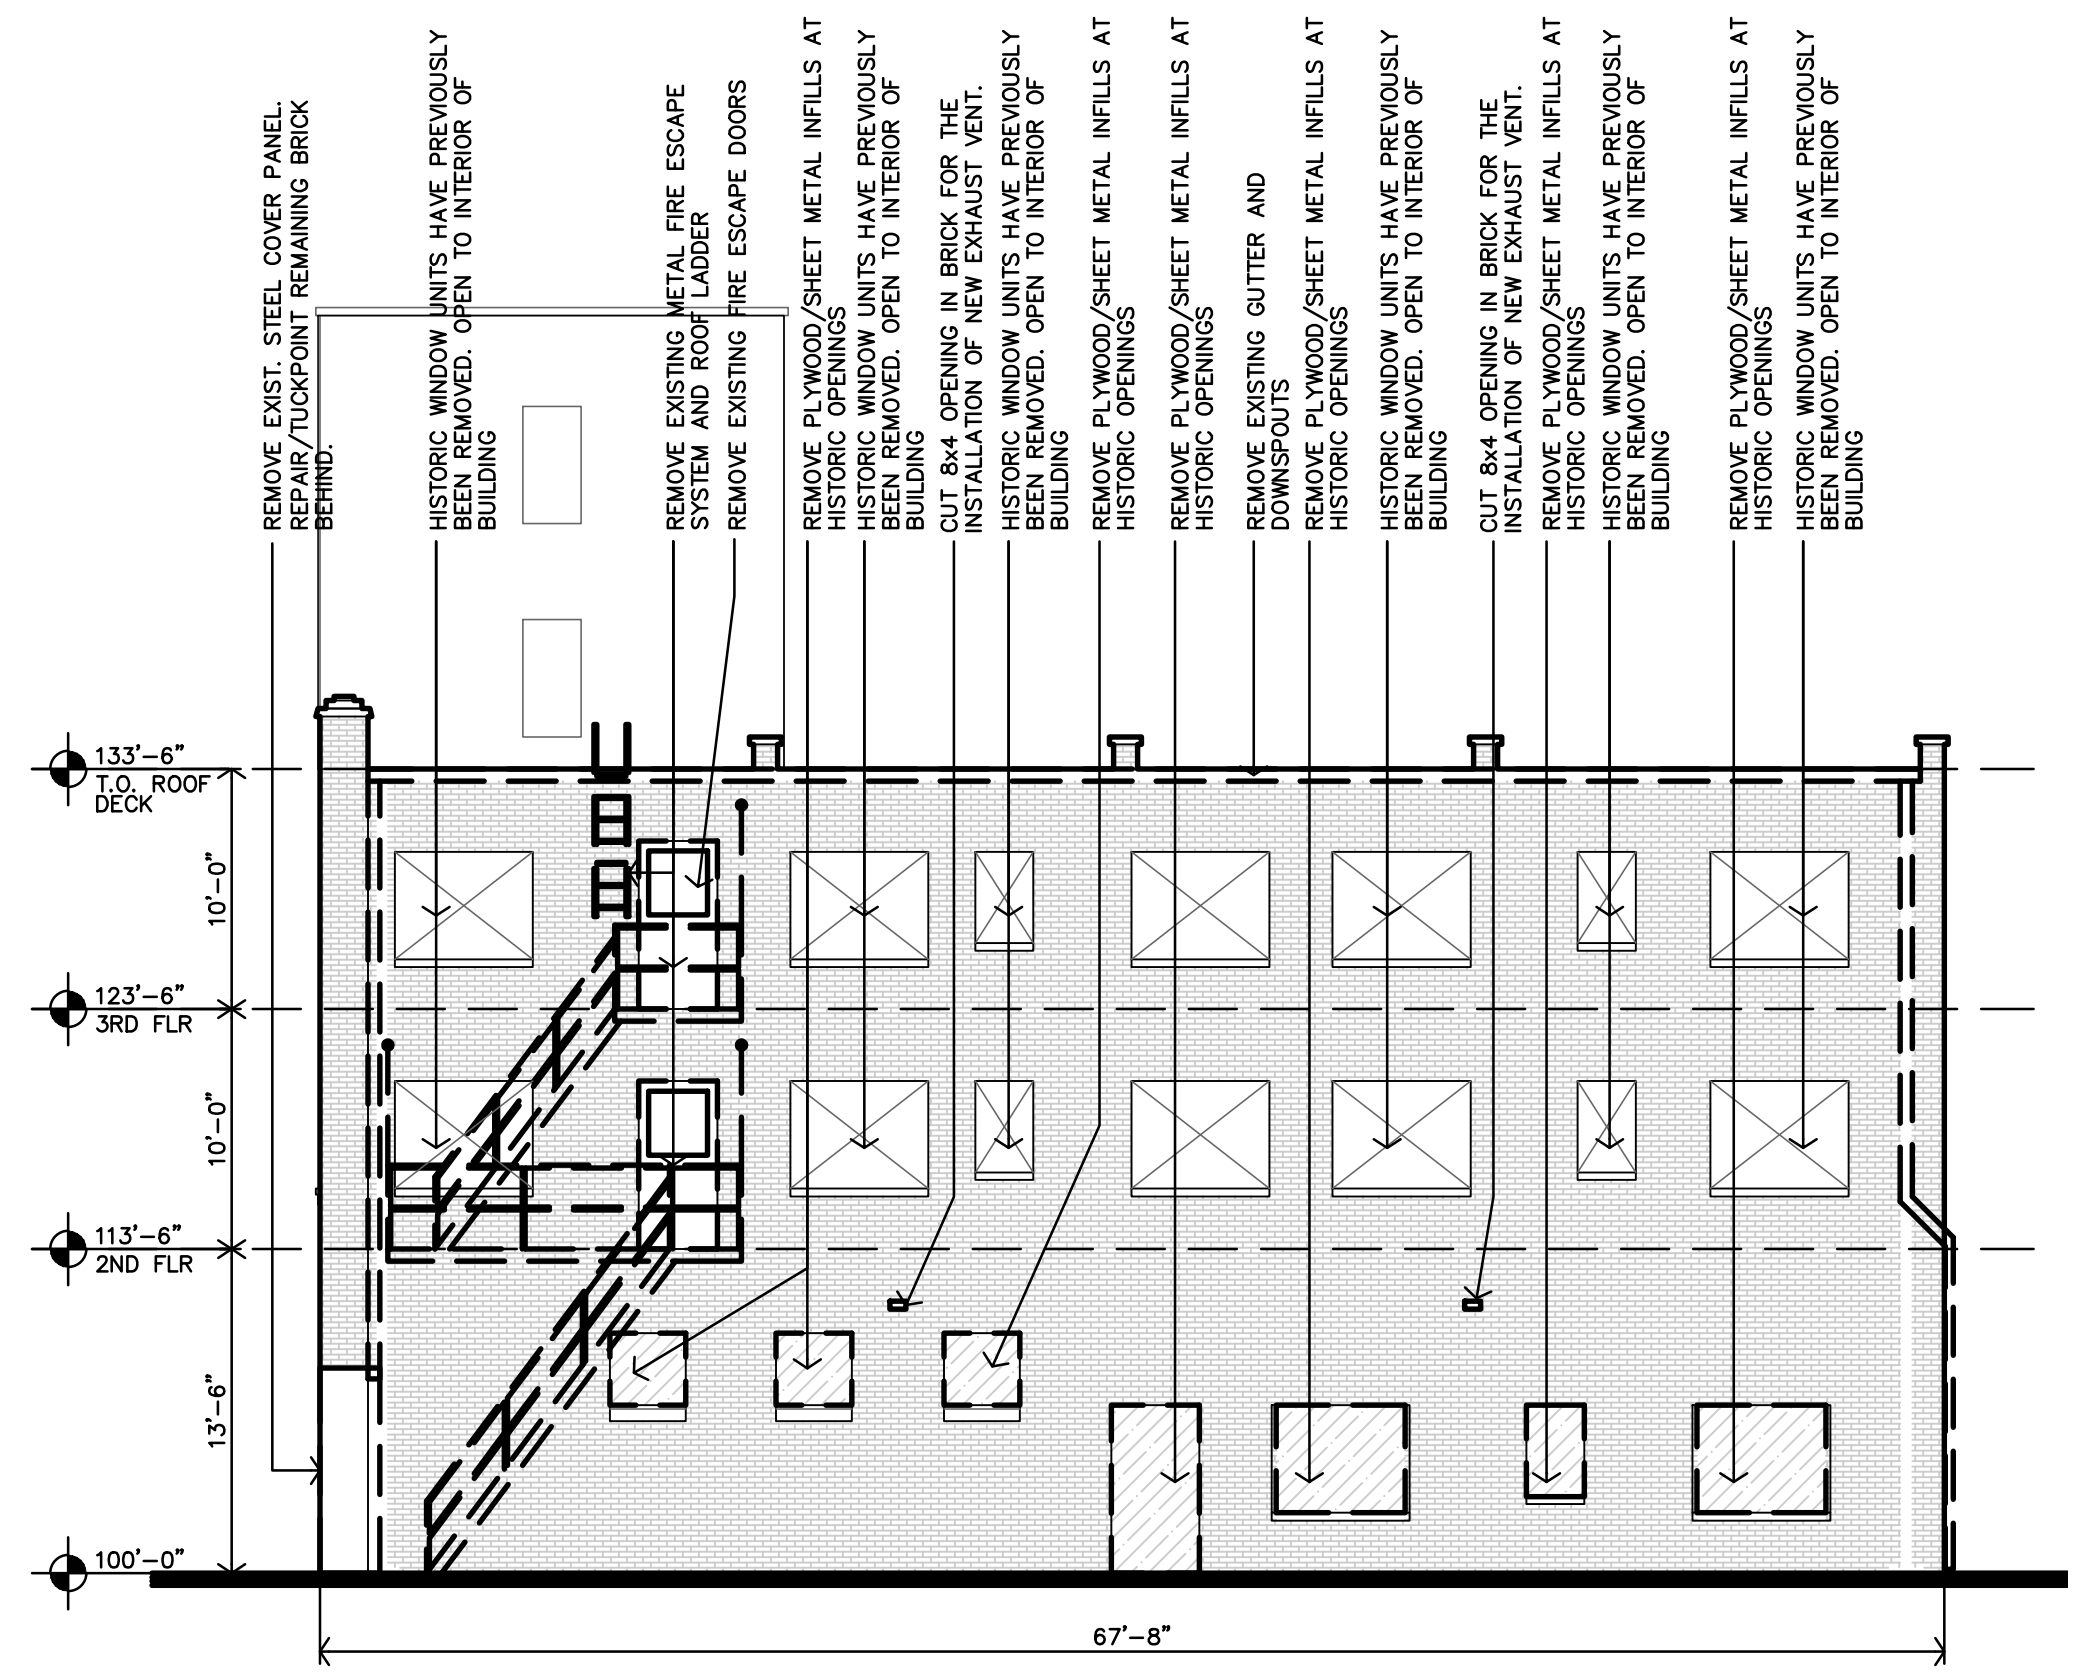 REMOVE EXIST. STEEL COVER PANEL.
REPAIR/TUCKPOINT REMAINING BRICK
BEHIND.
HISTORIC WINDOW UNITS HAVE PREVIOUSLY
BEEN REMOVED. OPEN TO INTERIOR OF
BUILDING
REMOVE EXISTING METAL FIRE ESCAPE
SYSTEM AND ROOF LADDER
REMOVE EXISTING FIRE ESCAPE DOORS
REMOVE PLYWOOD/SHEET METAL INFILLS AT
HISTORIC OPENINGS
HISTORIC WINDOW UNITS HAVE PREVIOUSLY
BEEN REMOVED. OPEN TO INTERIOR OF
BUILDING
CUT 8x4 OPENING IN BRICK FOR THE
INSTALLATION OF NEW EXHAUST VENT.
HISTORIC WINDOW UNITS HAVE PREVIOUSLY
BEEN REMOVED. OPEN TO INTERIOR OF
BUILDING
REMOVE PLYWOOD/SHEET METAL INFILLS AT
HISTORIC OPENINGS
REMOVE PLYWOOD/SHEET METAL INFILLS AT
HISTORIC OPENINGS
REMOVE EXISTING GUTTER AND
DOWNSPOUTS
REMOVE PLYWOOD/SHEET METAL INFILLS AT
HISTORIC OPENINGS
HISTORIC WINDOW UNITS HAVE PREVIOUSLY
BEEN REMOVED. OPEN TO INTERIOR OF
BUILDING
CUT 8x4 OPENING IN BRICK FOR THE
INSTALLATION OF NEW EXHAUST VENT.
REMOVE PLYWOOD/SHEET METAL INFILLS AT
HISTORIC OPENINGS
HISTORIC WINDOW UNITS HAVE PREVIOUSLY
BEEN REMOVED. OPEN TO INTERIOR OF
BUILDING
REMOVE PLYWOOD/SHEET METAL INFILLS AT
HISTORIC OPENINGS
HISTORIC WINDOW UNITS HAVE PREVIOUSLY
BEEN REMOVED. OPEN TO INTERIOR OF
BUILDING
133'-6"
T.O. ROOF
DECK
10'-0"
123'-6"
3RD FLR
10'-0"
113'-6"
2ND FLR
13'-6"
100'-0"
67'-8"